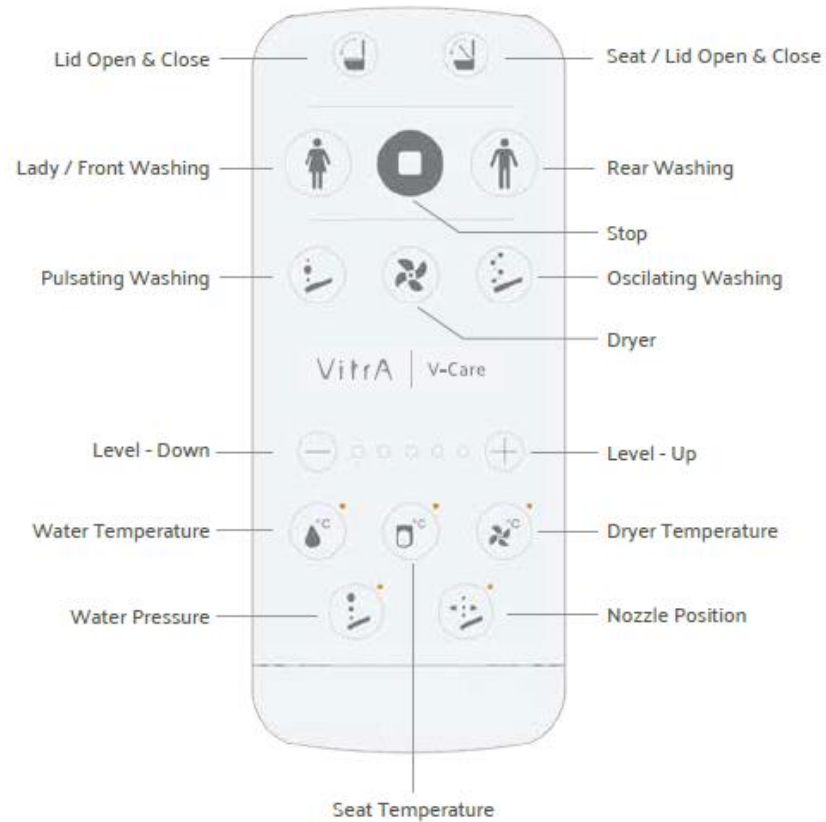 Lid Open & Close
Seat / Lid Open & Close
Lady / Front Washing
Rear Washing
Stop
Pulsating Washing
Oscilating Washing
Dryer
VitrA | V-Care
Level - Down
Level - Up
°C
°C
°C
Water Temperature
Dryer Temperature
Water Pressure
Nozzle Position
Seat Temperature